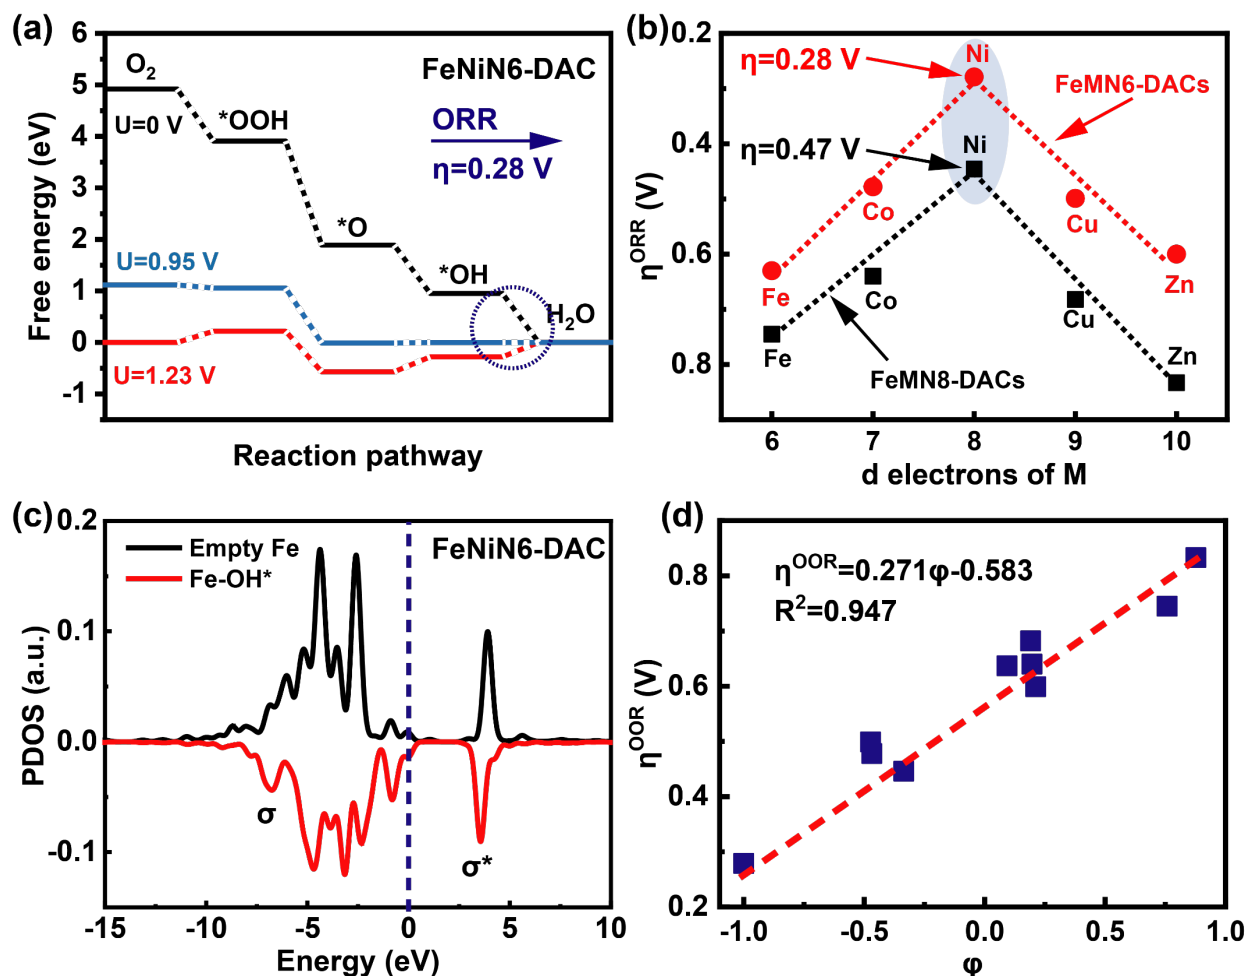 (a)
6
5
4
3
2
1
0
-1
Free energy (eV)
O2
U=0 V
*OOH
FeNiN6-DAC
ORR
η=0.28 V
*O
*OH
H2O
U=0.95 V
U=1.23 V
Reaction pathway
(b)
0.2
0.4
0.6
0.8
η^ORR (V)
η=0.28 V
Ni
FeMN6-DACs
η=0.47 V
Ni
Co
Cu
Fe
Zn
Co
Cu
Fe
Zn
FeMN8-DACs
6 7 8 9 10
d electrons of M
(c)
0.2
0.1
0.0
-0.1
PDOS (a.u.)
Empty Fe
Fe-OH*
FeNiN6-DAC
σ
σ*
-15 -10 -5 0 5 10
Energy (eV)
(d)
0.8
0.6
0.4
0.2
η^OOR (V)
η^OOR=0.271φ-0.583
R²=0.947
-1.0 -0.5 0.0 0.5 1.0
φ